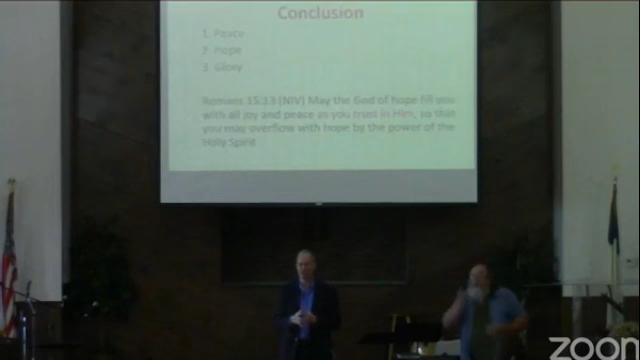 Conclusion
1. Peace
2. Hope
3. Glory
Romans 15:13 (NIV) May the God of hope fill you
with all joy and peace as you trust in Him, so that
you may overflow with hope by the power of the
Holy Spirit
zoom